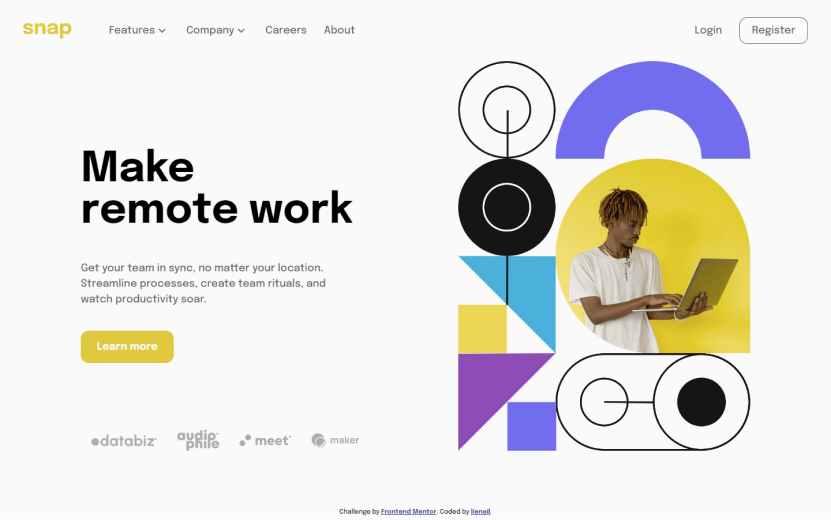 snap Features Company Careers About Login Register
Make
remote work
Get your team in sync, no matter your location.
Streamline processes, create team rituals, and
watch productivity soar.
Learn more
databiz audiophile meet maker
Challenge by Frontend Mentor. Coded by lieneil.